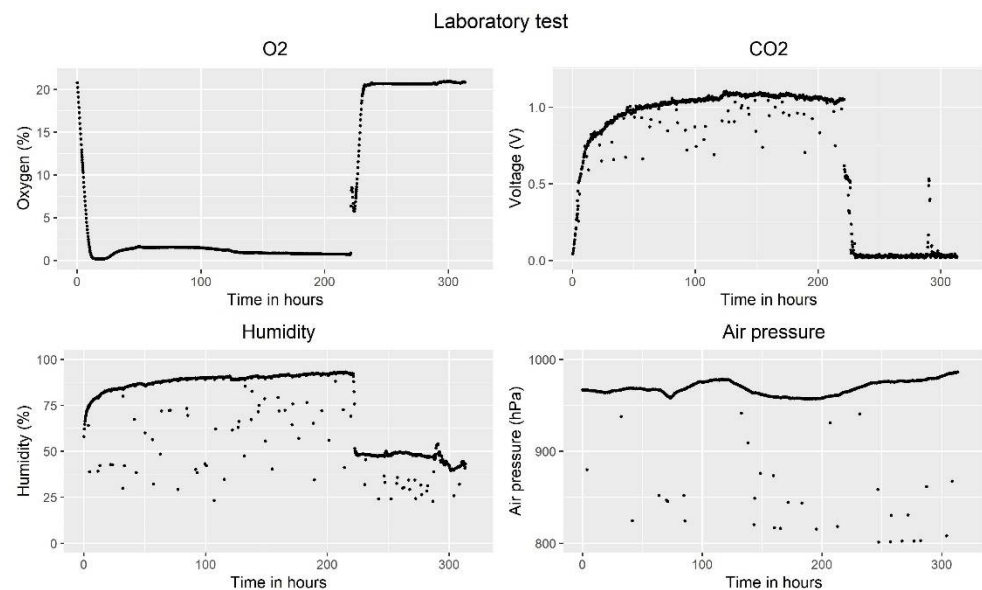 Laboratory test
O2
Oxygen (%)
20
15
10
5
0
0 100 200 300
Time in hours
CO2
Voltage (V)
1.0
0.5
0.0
0 100 200 300
Time in hours
Humidity
Humidity (%)
100
75
50
25
0
0 100 200 300
Time in hours
Air pressure
Air pressure (hPa)
1000
900
800
0 100 200 300
Time in hours